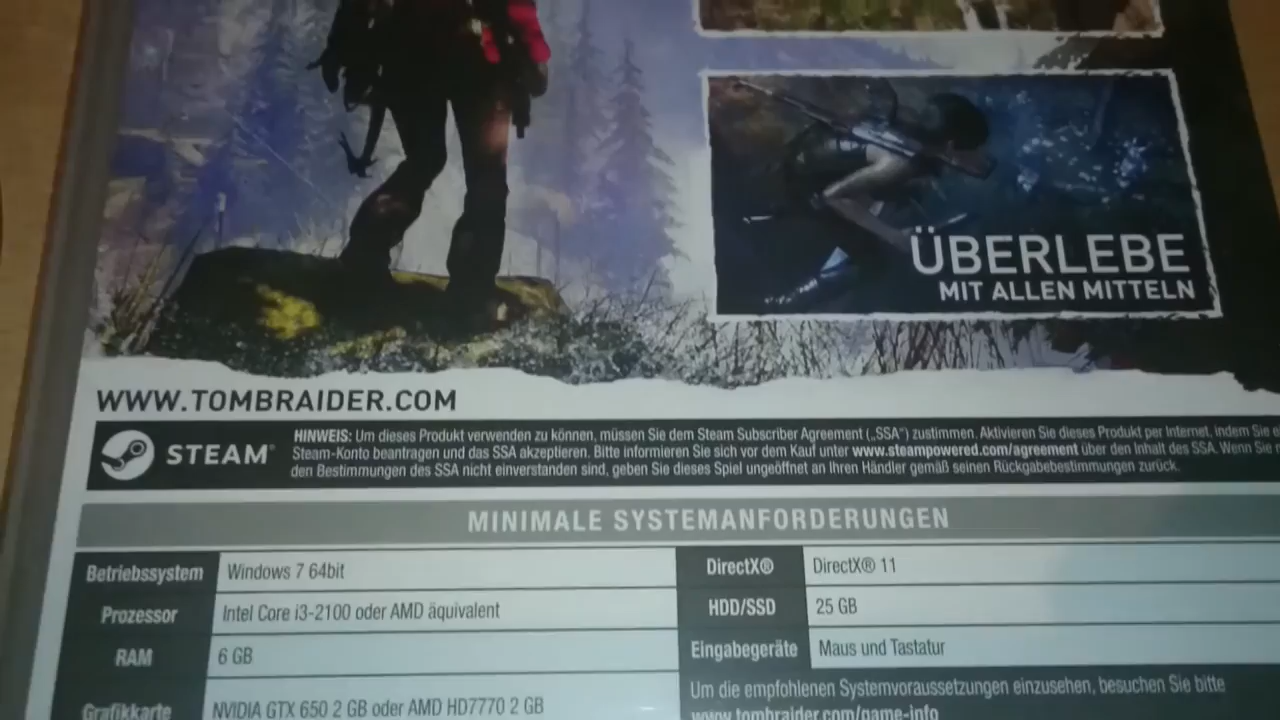 ÜBERLEBE
MIT ALLEN MITTELN
WWW.TOMBRAIDER.COM
STEAM®
HINWEIS: Um dieses Produkt verwenden zu können, müssen Sie dem Steam Subscriber Agreement („SSA") zustimmen. Aktivieren Sie dieses Produkt per Internet, indem Sie
Steam-Konto beantragen und das SSA akzeptieren. Bitte informieren Sie sich vor dem Kauf unter www.steampowered.com/agreement über den Inhalt des SSA. Wenn Sie
den Bestimmungen des SSA nicht einverstanden sind, geben Sie dieses Spiel ungeöffnet an Ihren Händler gemäß seinen Rückgabebestimmungen zurück.
MINIMALE SYSTEMANFORDERUNGEN
Betriebssystem Windows 7 64bit
Prozessor Intel Core i3-2100 oder AMD äquivalent
RAM 6 GB
Grafikkarte NVIDIA GTX 650 2 GB oder AMD HD7770 2 GB
DirectX® DirectX® 11
HDD/SSD 25 GB
Eingabegeräte Maus und Tastatur
Um die empfohlenen Systemvoraussetzungen einzusehen, besuchen Sie bitte
www.tombraider.com/game-info